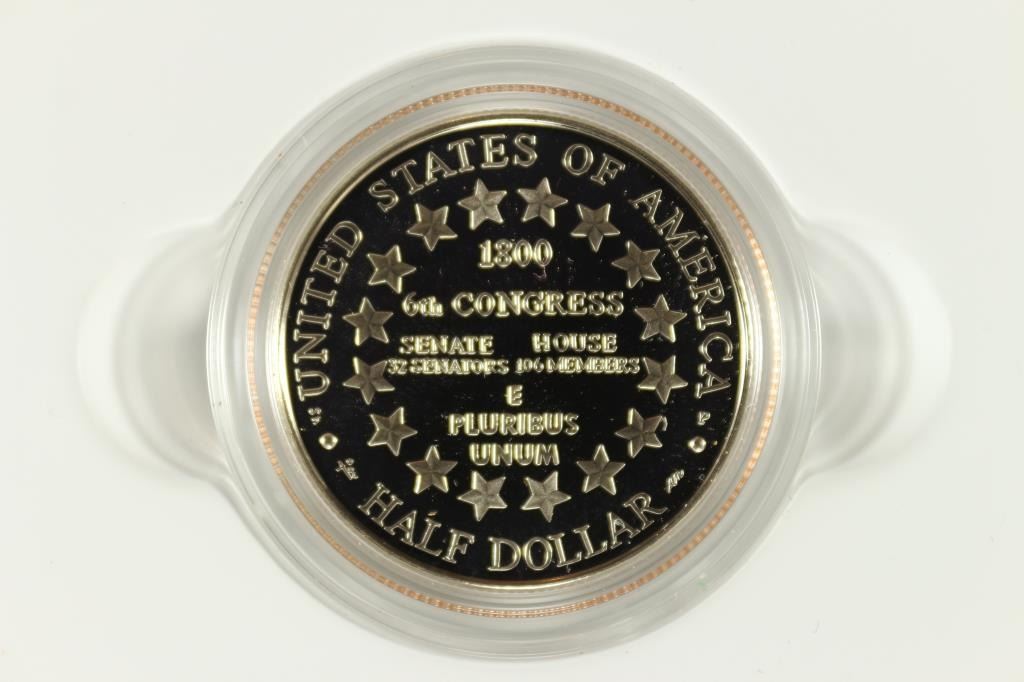 UNITED STATES OF AMERICA
1800
6th CONGRESS
SENATE HOUSE
32 SENATORS 106 MEMBERS
E
PLURIBUS
UNUM
P
HALF DOLLAR